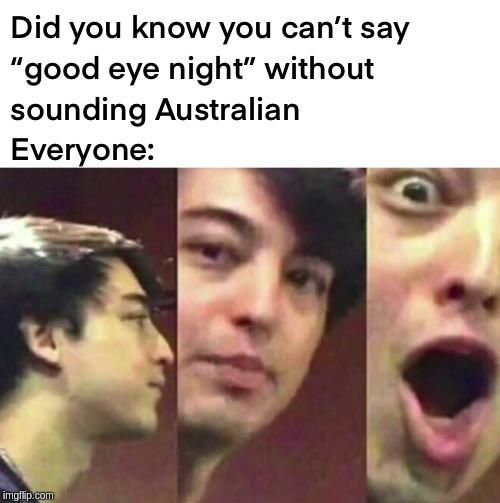 Did you know you can’t say
“good eye night” without
sounding Australian
Everyone:
imgflip.com